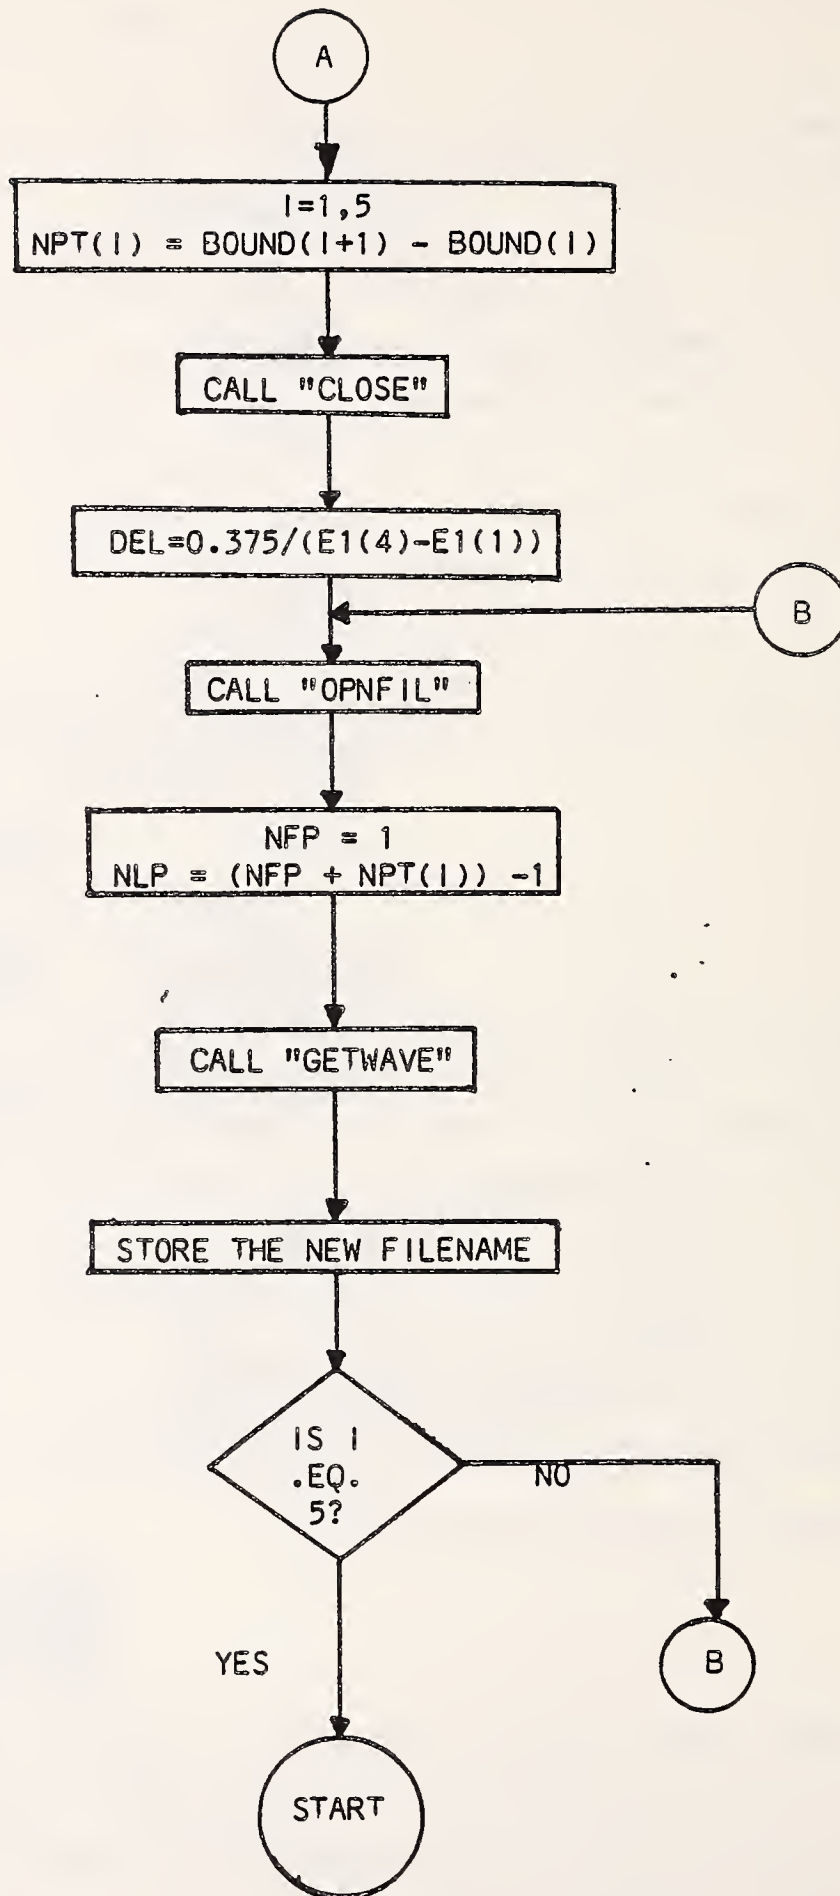 A
I=1,5
NPT(I) = BOUND(I+1) - BOUND(I)
CALL "CLOSE"
DEL=0.375/(E1(4)-E1(1))
B
CALL "OPNFIL"
NFP = 1
NLP = (NFP + NPT(I)) -1
CALL "GETWAVE"
STORE THE NEW FILENAME
IS I
.EQ.
5?
NO
YES
B
START